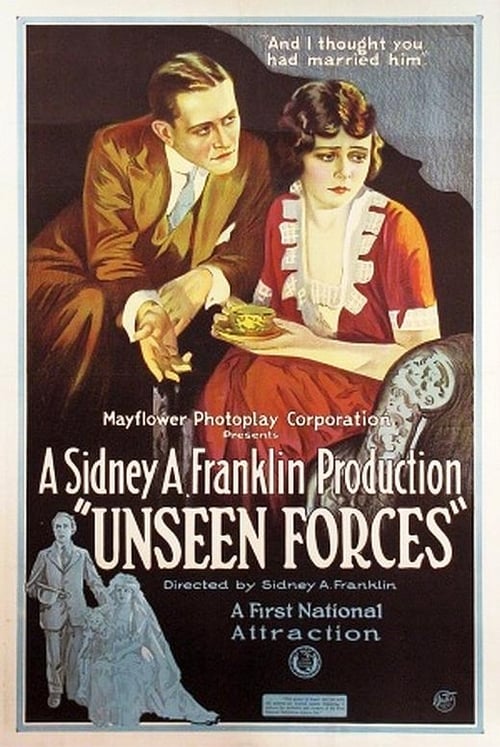 "And I thought you
had married him".
Mayflower Photoplay Corporation
Presents
A Sidney A. Franklin Production
"UNSEEN FORCES"
Directed by Sidney A. Franklin
A First National
Attraction